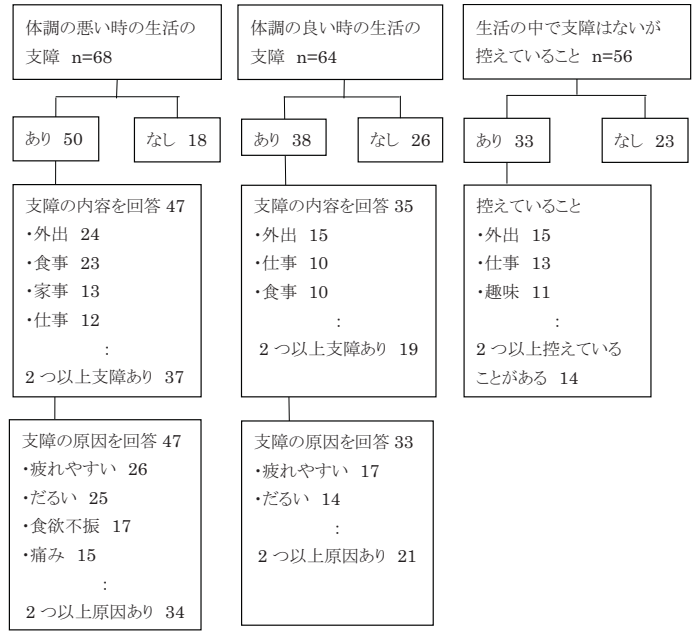 体調の悪い時の生活の
支障 n=68
あり 50
なし 18
支障の内容を回答 47
・外出 24
・食事 23
・家事 13
・仕事 12
:
2 つ以上支障あり 37
支障の原因を回答 47
・疲れやすい 26
・だるい 25
・食欲不振 17
・痛み 15
:
2 つ以上原因あり 34
体調の良い時の生活の
支障 n=64
あり 38
なし 26
支障の内容を回答 35
・外出 15
・仕事 10
・食事 10
:
2 つ以上支障あり 19
支障の原因を回答 33
・疲れやすい 17
・だるい 14
:
2 つ以上原因あり 21
生活の中で支障はないが
控えていること n=56
あり 33
なし 23
控えていること
・外出 15
・仕事 13
・趣味 11
:
2 つ以上控えている
ことがある 14